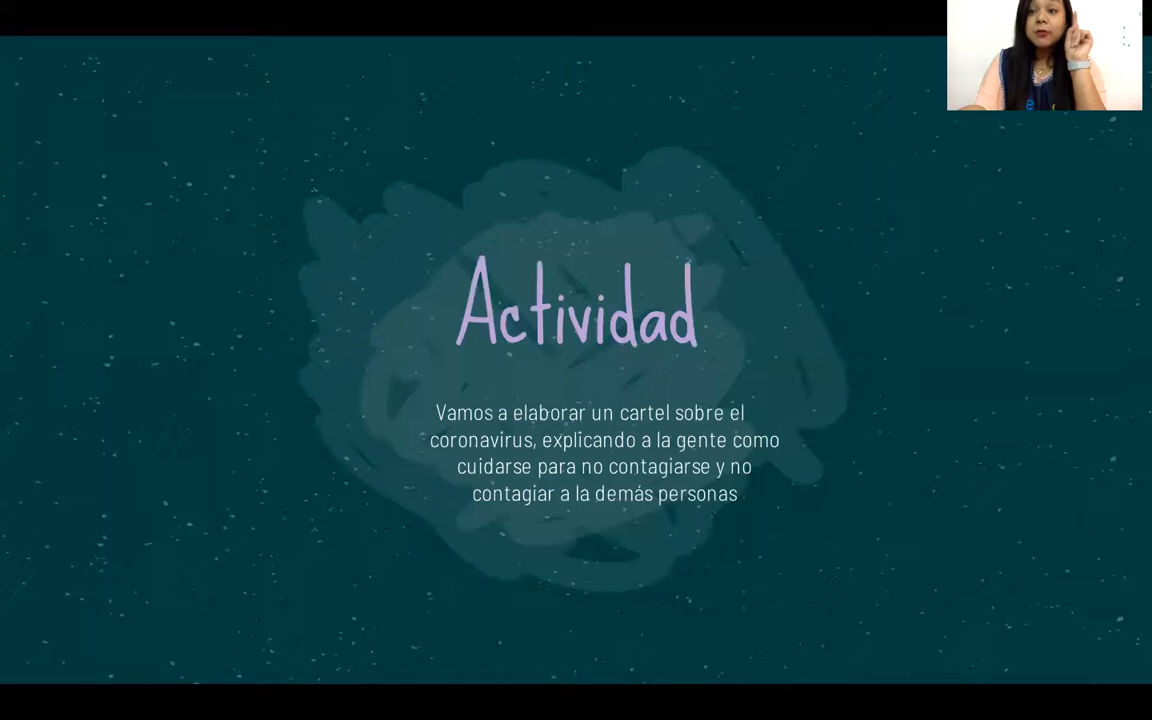 Actividad
Vamos a elaborar un cartel sobre el
coronavirus, explicando a la gente como
cuidarse para no contagiarse y no
contagiar a la demás personas